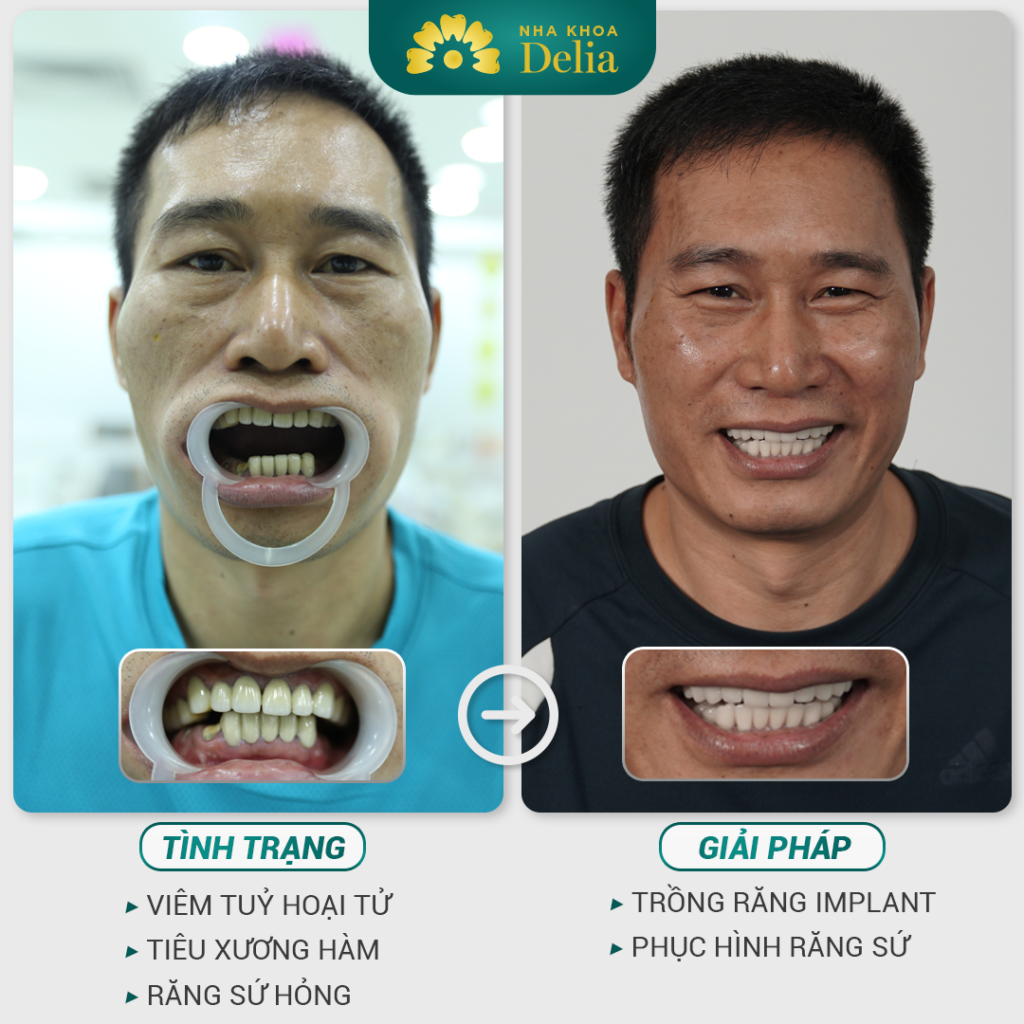 NHA KHOA
Delia
TÌNH TRẠNG
▸ VIÊM TUỶ HOẠI TỬ
▸ TIÊU XƯƠNG HÀM
▸ RĂNG SỨ HỎNG
GIẢI PHÁP
▸ TRỒNG RĂNG IMPLANT
▸ PHỤC HÌNH RĂNG SỨ